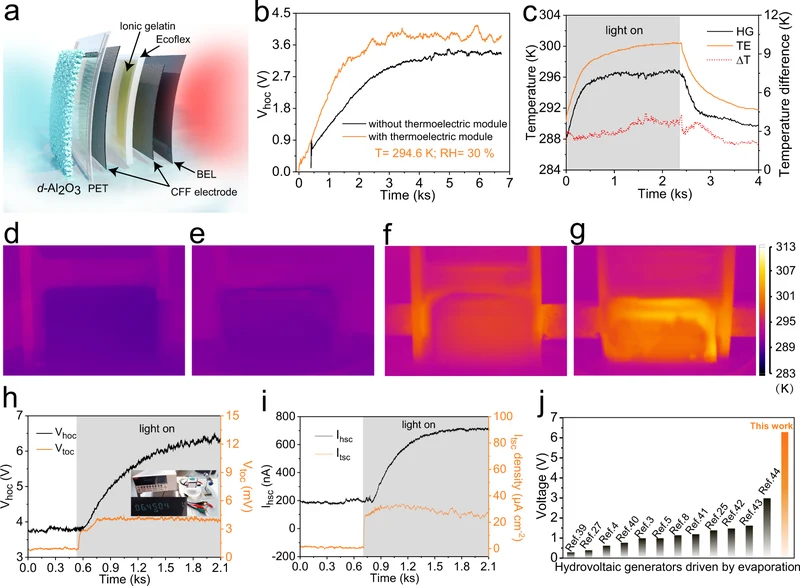 a
Ionic gelatin
Ecoflex
d-Al2O3
PET
BEL
CFF electrode
b
Vhoc (V)
4.5
3.6
2.7
1.8
0.9
0.0
without thermoelectric module
with thermoelectric module
T= 294.6 K; RH= 30 %
0 1 2 3 4 5 6 7
Time (ks)
c
Temperature (K)
304
300
296
292
288
284
light on
HG
TE
ΔT
12
9
6
3
0
Temperature difference (K)
0 1 2 3 4
Time (ks)
d
e
f
g
313
307
301
295
289
283
(K)
h
Vhoc (V)
7
6
5
4
3
Vhoc
Vtoc
light on
15
12
9
6
3
0
Vtoc (mV)
0.0 0.3 0.6 0.9 1.2 1.5 1.8 2.1
Time (ks)
i
Ihsc (nA)
800
600
400
200
0
-200
Ihsc
Itsc
light on
100
80
60
40
20
0
Itsc density (μA cm-2)
0.0 0.3 0.6 0.9 1.2 1.5 1.8 2.1
Time (ks)
j
Voltage (V)
7
6
5
4
3
2
1
0
Ref.39
Ref.27
Ref.4
Ref.40
Ref.3
Ref.5
Ref.8
Ref.41
Ref.25
Ref.42
Ref.43
Ref.44
This work
Hydrovoltaic generators driven by evaporation